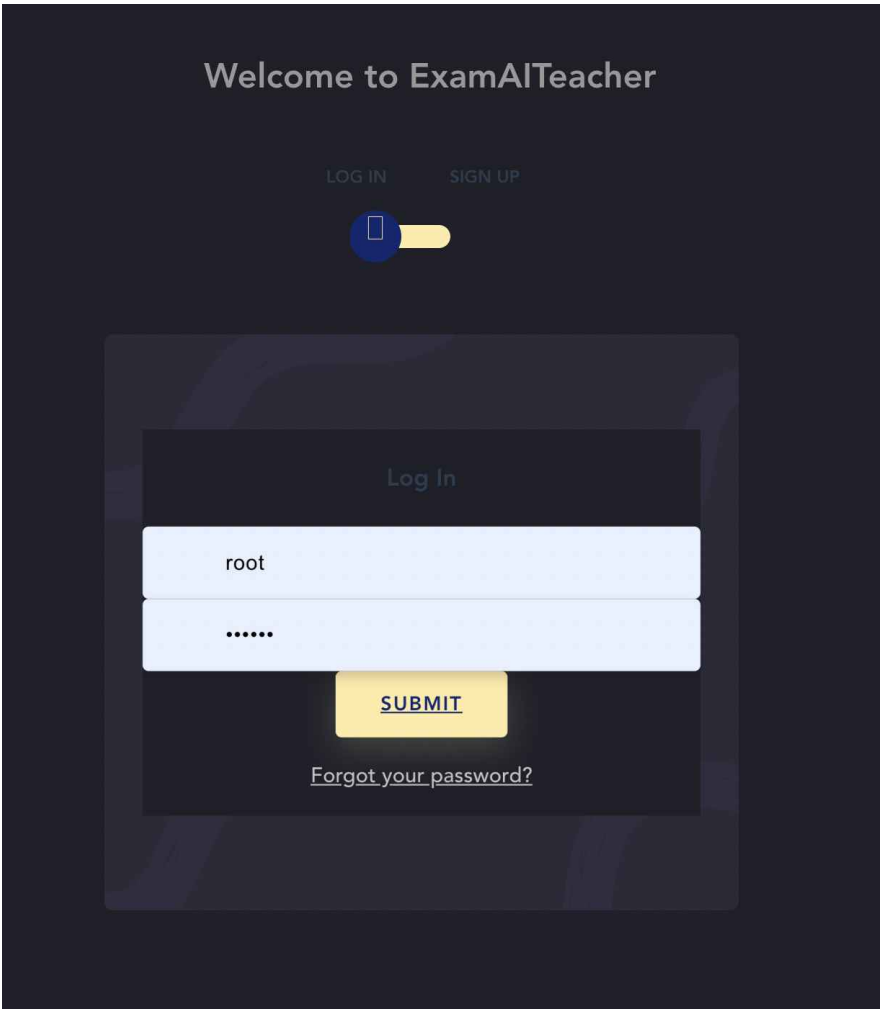 Welcome to ExamAITeacher
LOG IN SIGN UP
Log In
root
••••••
SUBMIT
Forgot your password?